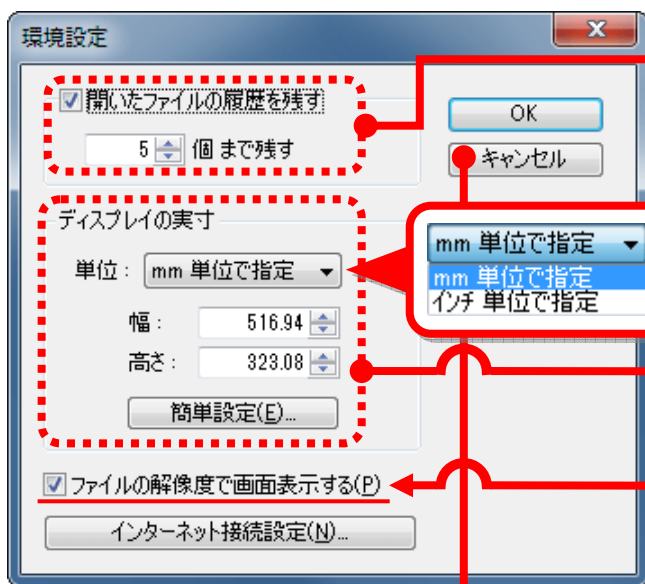 環境設定
開いたファイルの履歴を残す
5 個 まで残す
OK
キャンセル
ディスプレイの実寸
単位： mm 単位で指定
mm 単位で指定
mm 単位で指定
インチ 単位で指定
幅： 516.94
高さ： 323.08
簡単設定(E)...
ファイルの解像度で画面表示する(P)
インターネット接続設定(N)...